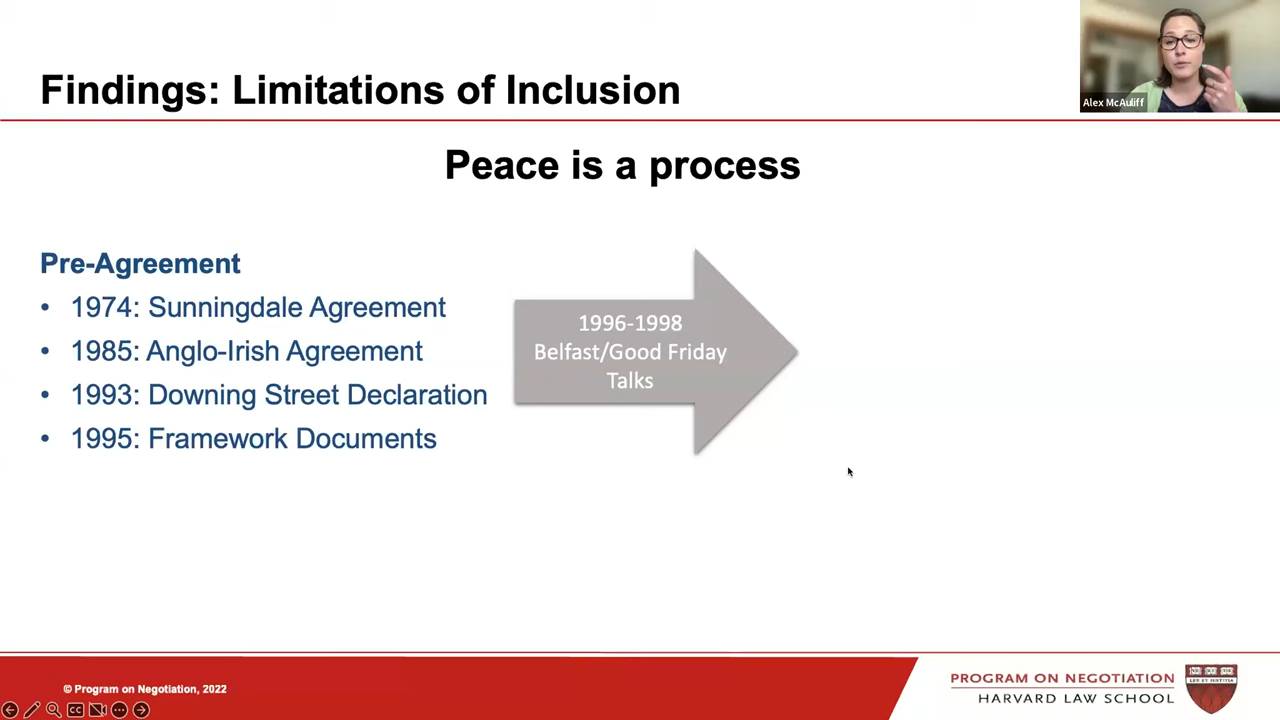 Findings: Limitations of Inclusion
Alex McAuliff
Peace is a process
Pre-Agreement
• 1974: Sunningdale Agreement
• 1985: Anglo-Irish Agreement
• 1993: Downing Street Declaration
• 1995: Framework Documents
1996-1998
Belfast/Good Friday
Talks
© Program on Negotiation, 2022
CC
PROGRAM ON NEGOTIATION
HARVARD LAW SCHOOL